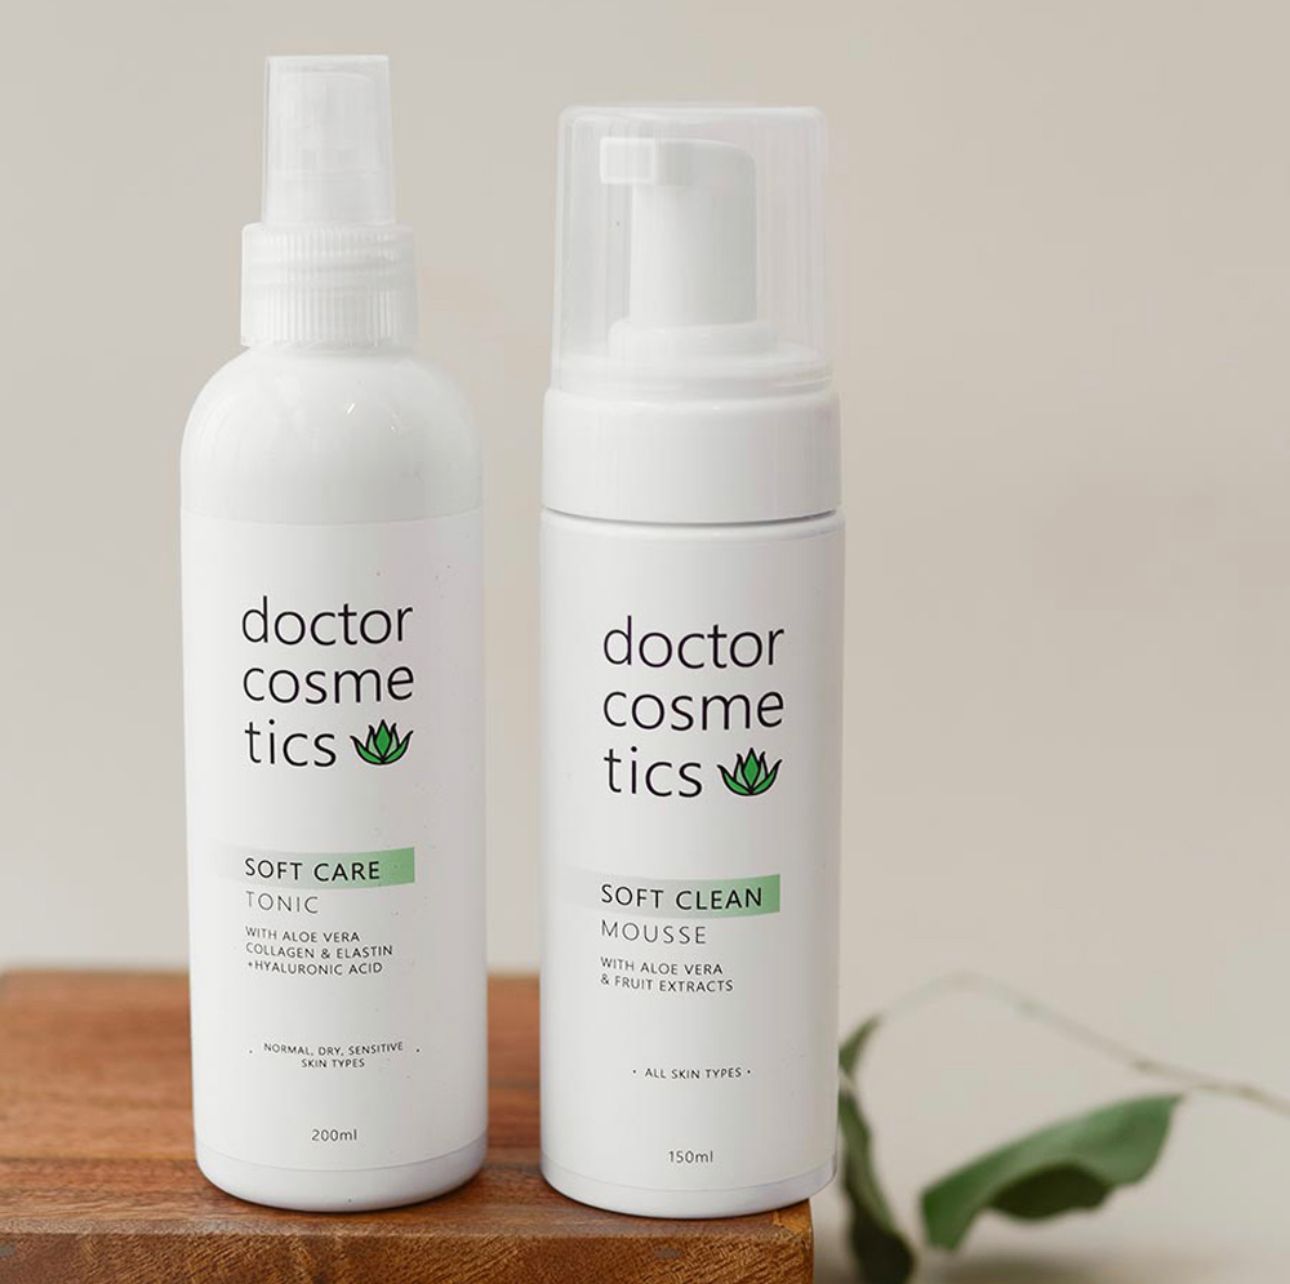 doctor
cosme
tics
SOFT CARE
TONIC
WITH ALOE VERA
COLLAGEN & ELASTIN
+HYALURONIC ACID
• NORMAL, DRY, SENSITIVE •
SKIN TYPES
200ml
doctor
cosme
tics
SOFT CLEAN
MOUSSE
WITH ALOE VERA
& FRUIT EXTRACTS
• ALL SKIN TYPES •
150ml